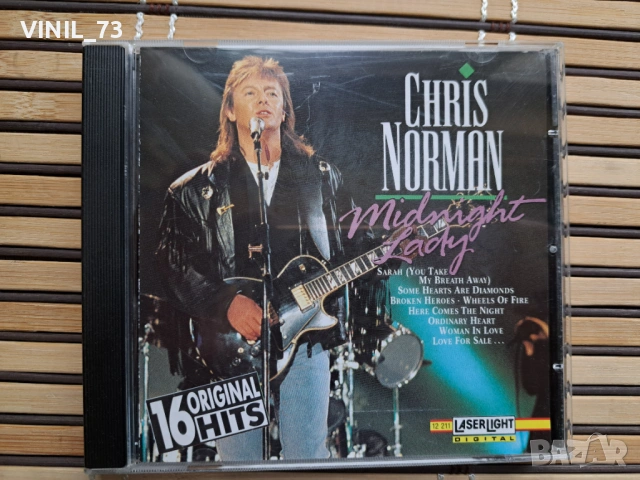 VINIL_73
CHRIS
NORMAN
Midnight
Lady
SARAH (YOU TAKE
MY BREATH AWAY)
SOME HEARTS ARE DIAMONDS
BROKEN HEROES - WHEELS OF FIRE
HERE COMES THE NIGHT
ORDINARY HEART
WOMAN IN LOVE
LOVE FOR SALE ...
16 ORIGINAL
HITS
12 211
LASERLIGHT
DIGITAL
BAZAR